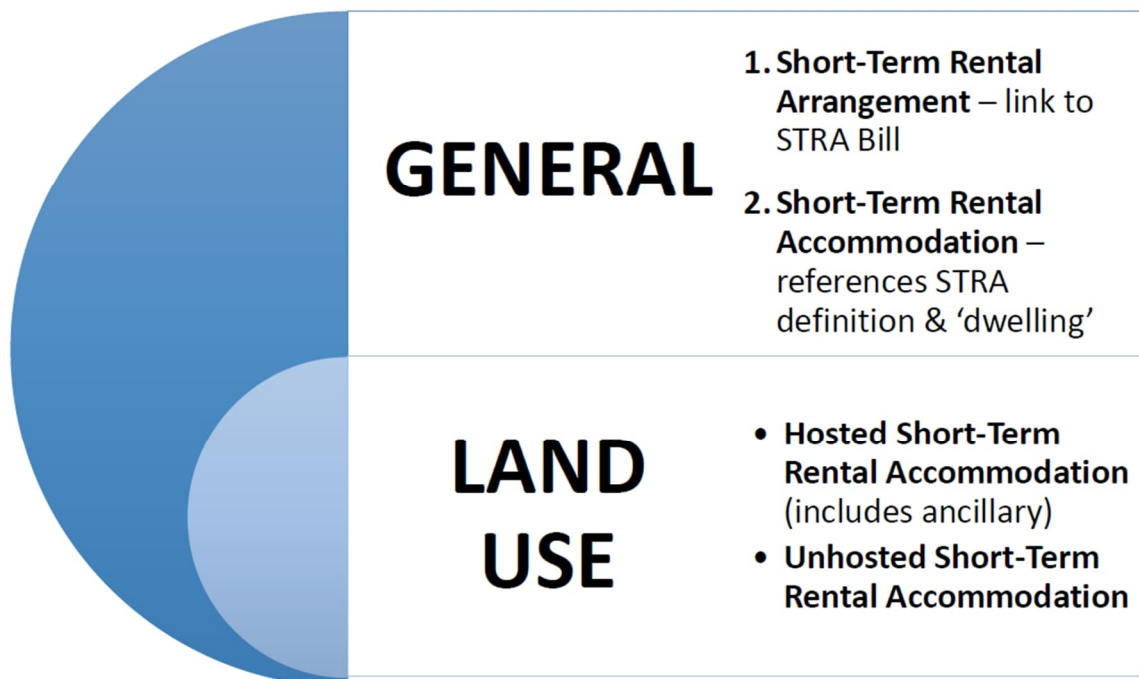 GENERAL
1. Short-Term Rental
Arrangement – link to
STRA Bill
2. Short-Term Rental
Accommodation –
references STRA
definition & ‘dwelling’
LAND
USE
• Hosted Short-Term
Rental Accommodation
(includes ancillary)
• Unhosted Short-Term
Rental Accommodation